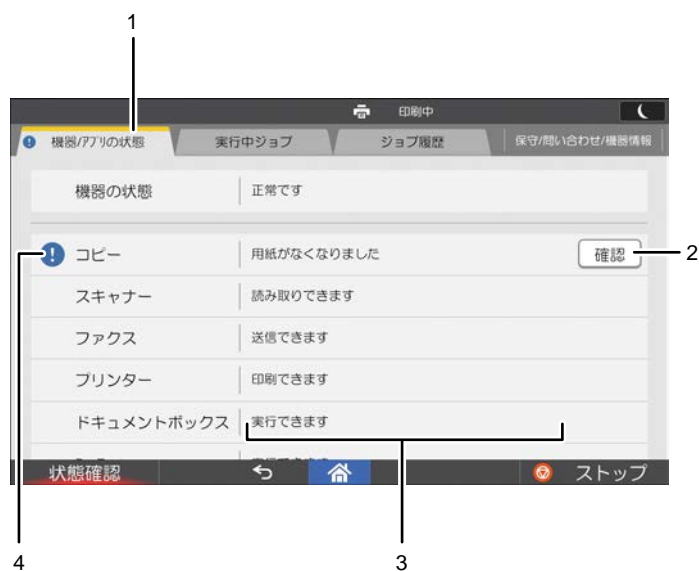 1
印刷中
機器/アプリの状態 実行中ジョブ ジョブ履歴 保守/問い合わせ/機器情報
機器の状態 正常です
コピー 用紙がなくなりました 確認 2
スキャナー 読み取りできます
ファクス 送信できます
プリンター 印刷できます
ドキュメントボックス 実行できます
状態確認 ストップ
4 3